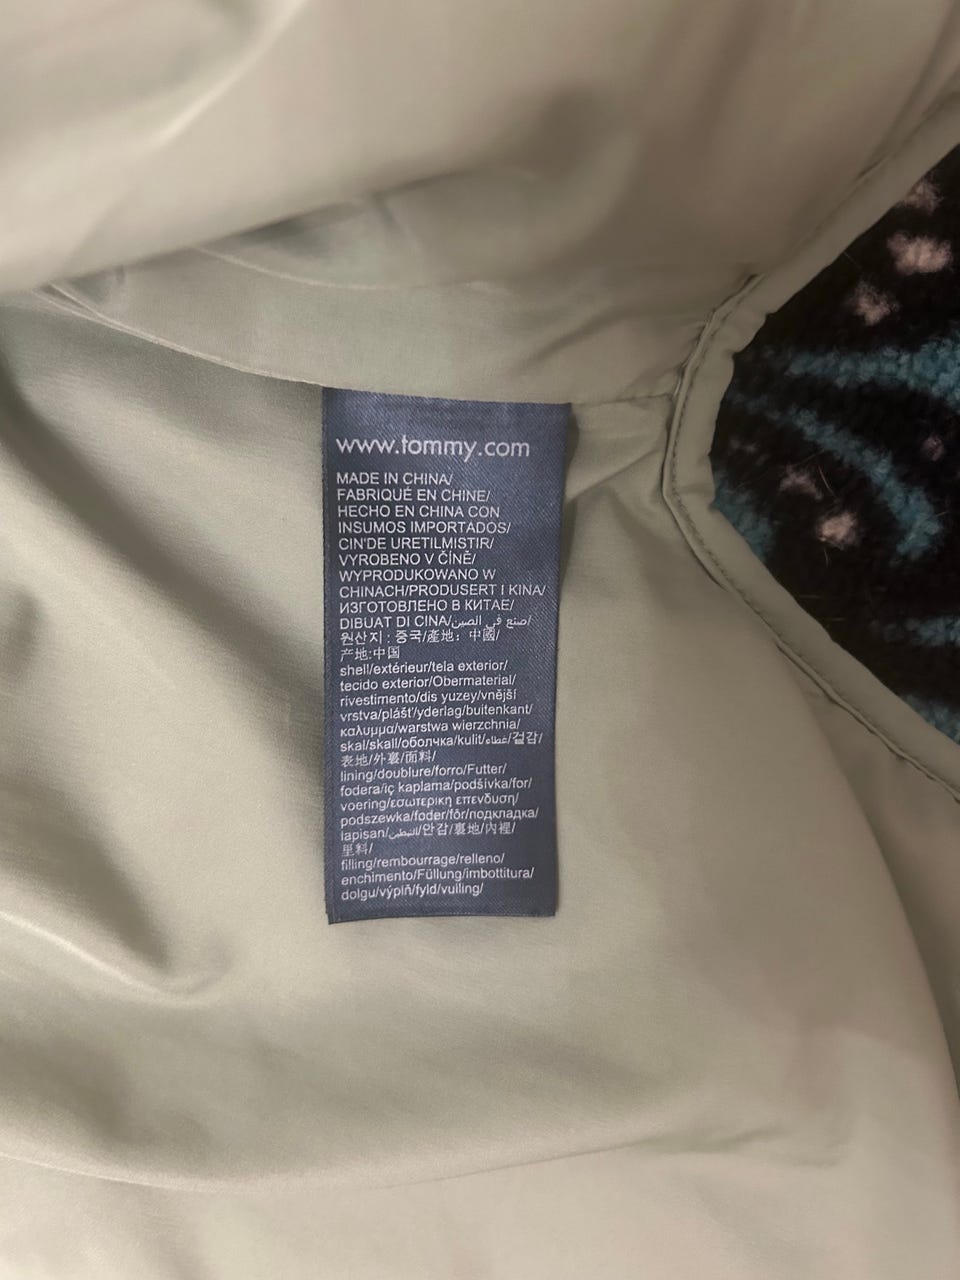 www.tommy.com
MADE IN CHINA/
FABRIQUÉ EN CHINE/
HECHO EN CHINA CON
INSUMOS IMPORTADOS/
CIN'DE URETILMISTIR/
VYROBENO V ČÍNĚ/
WYPRODUKOWANO W
CHINACH/PRODUSERT I KINA/
ИЗГОТОВЛЕНО В КИТАЕ/
DIBUAT DI CINA/صنع في الصين/
원산지 : 중국/產地：中國/
产地:中国
shell/extérieur/tela exterior/
tecido exterior/Obermaterial/
rivestimento/dis yuzey/vnější
vrstva/plášť/yderlag/buitenkant/
καλυμμα/warstwa wierzchnia/
skal/skall/оболчка/kulit/غطاء/겉감/
表地/外裏/面料/
lining/doublure/forro/Futter/
fodera/iç kaplama/podšívka/for/
voering/εσωτερικη επενδυση/
podszewka/foder/fôr/подкладка/
lapisan/التبطين/안감/裏地/內裡/
里料/
filling/rembourrage/relleno/
enchimento/Füllung/imbottitura/
dolgu/výplň/fyld/vuiling/